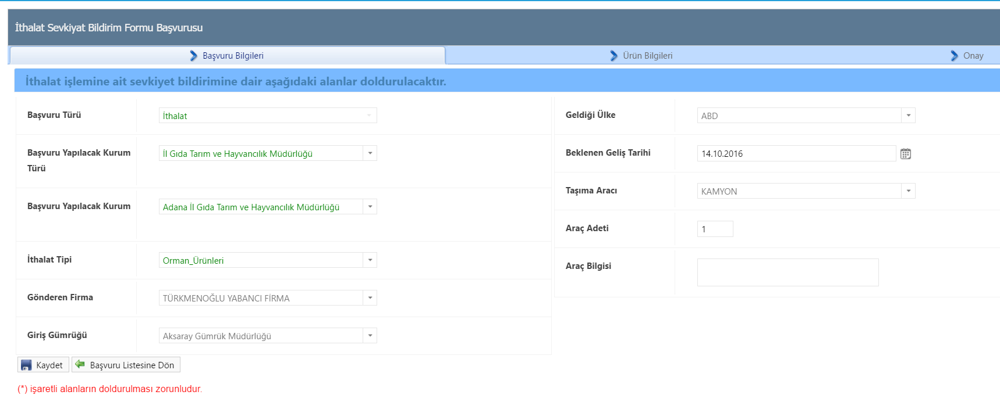 İthalat Sevkiyat Bildirim Formu Başvurusu
Başvuru Bilgileri
Ürün Bilgileri
Onay
İthalat işlemine ait sevkiyet bildirimine dair aşağıdaki alanlar doldurulacaktır.
Başvuru Türü
İthalat
Başvuru Yapılacak Kurum
Türü
İl Gıda Tarım ve Hayvancılık Müdürlüğü
Başvuru Yapılacak Kurum
Adana İl Gıda Tarım ve Hayvancılık Müdürlüğü
İthalat Tipi
Orman_Ürünleri
Gönderen Firma
TÜRKMENOĞLU YABANCI FİRMA
Giriş Gümrüğü
Aksaray Gümrük Müdürlüğü
Geldiği Ülke
ABD
Beklenen Geliş Tarihi
14.10.2016
Taşıma Aracı
KAMYON
Araç Adeti
1
Araç Bilgisi
Kaydet
Başvuru Listesine Dön
(*) işaretli alanların doldurulması zorunludur.